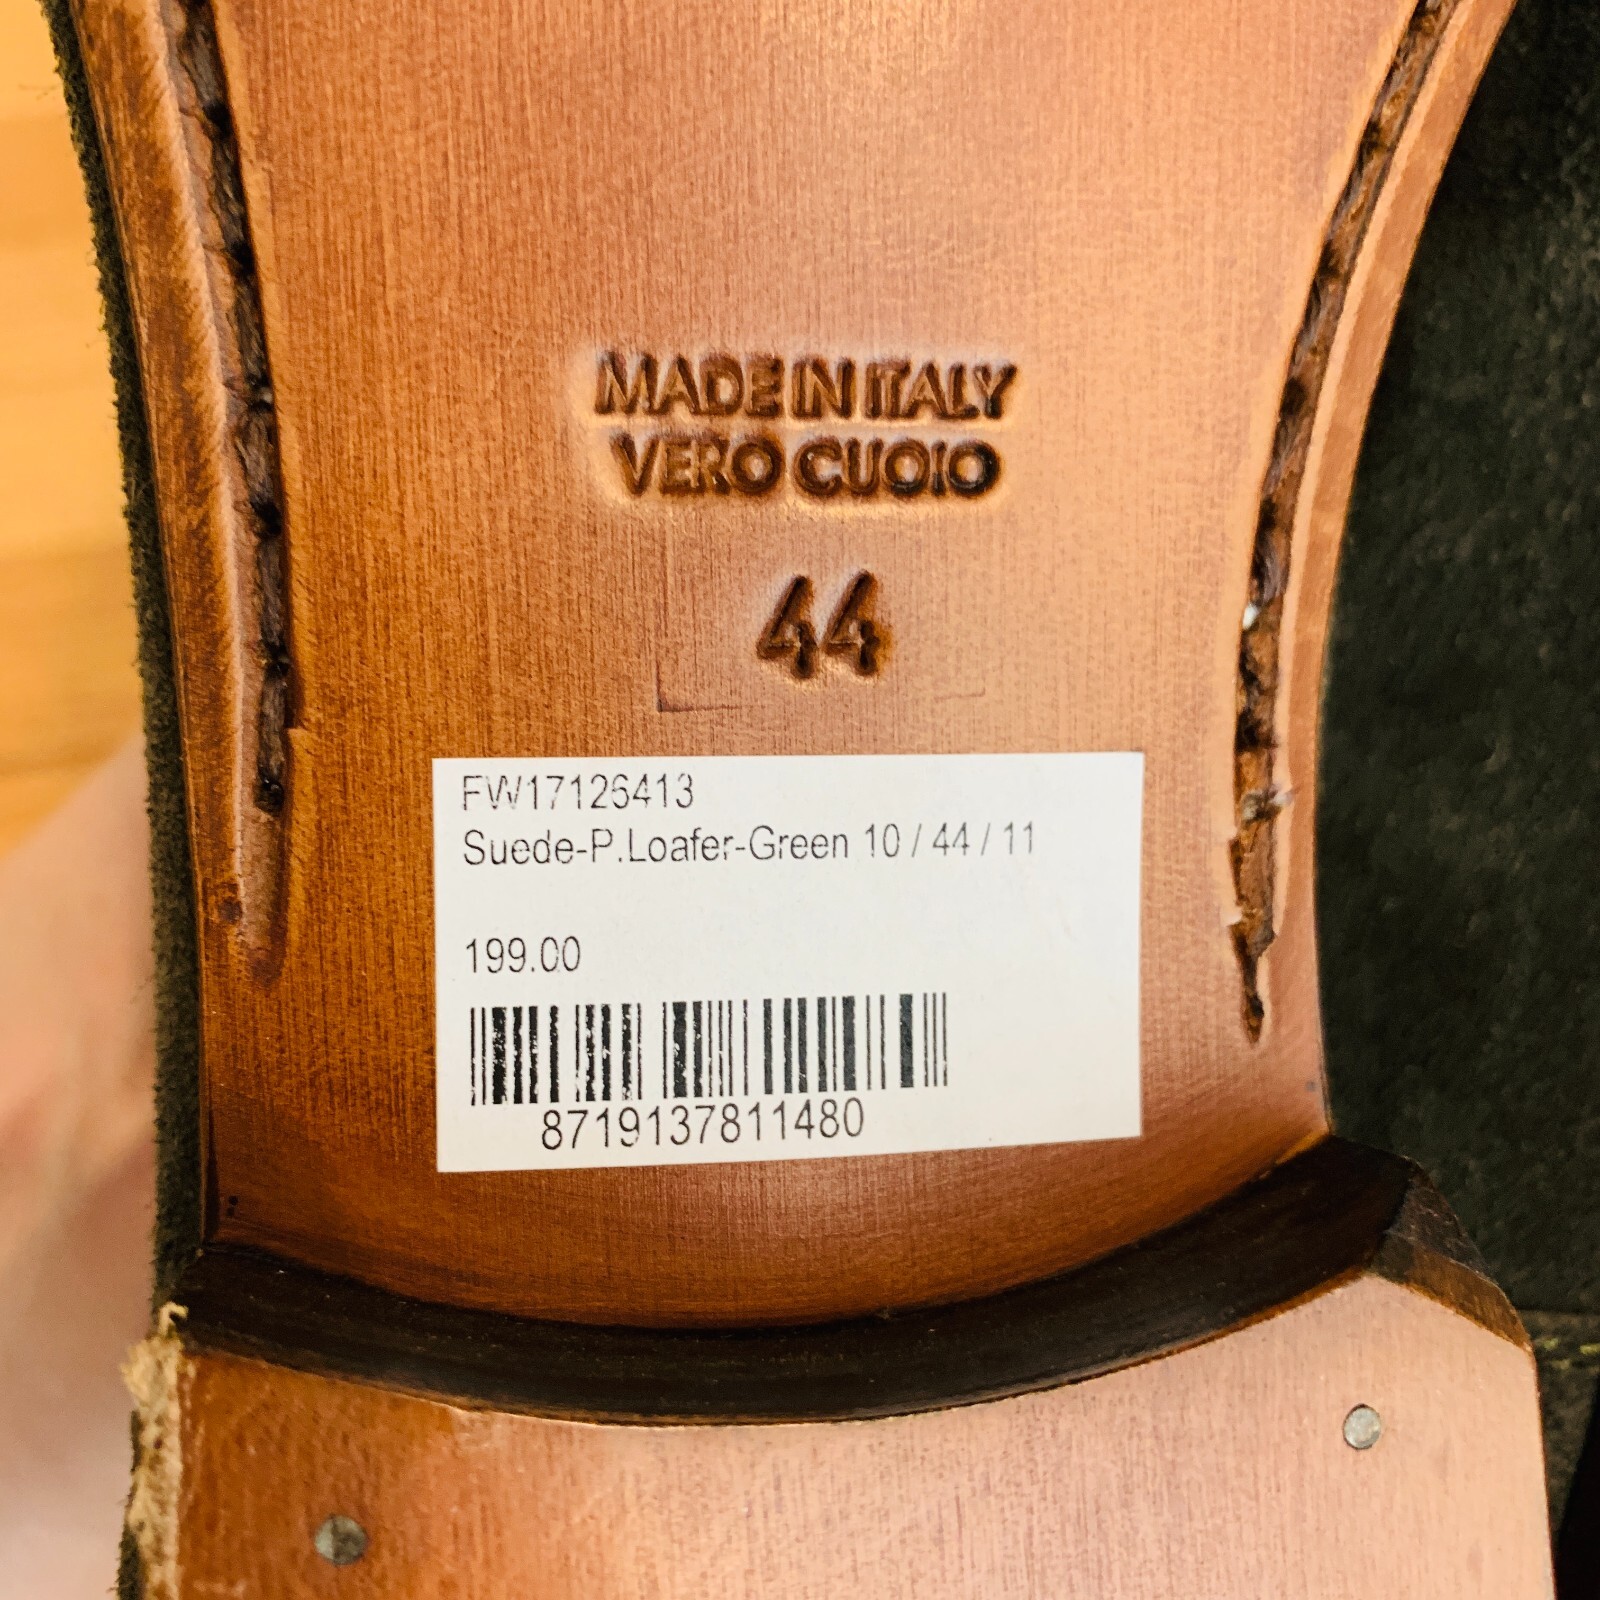 MADE IN ITALY
VERO CUOIO
44
FW17126413
Suede-P.Loafer-Green 10 / 44 / 11
199.00
8719137811480